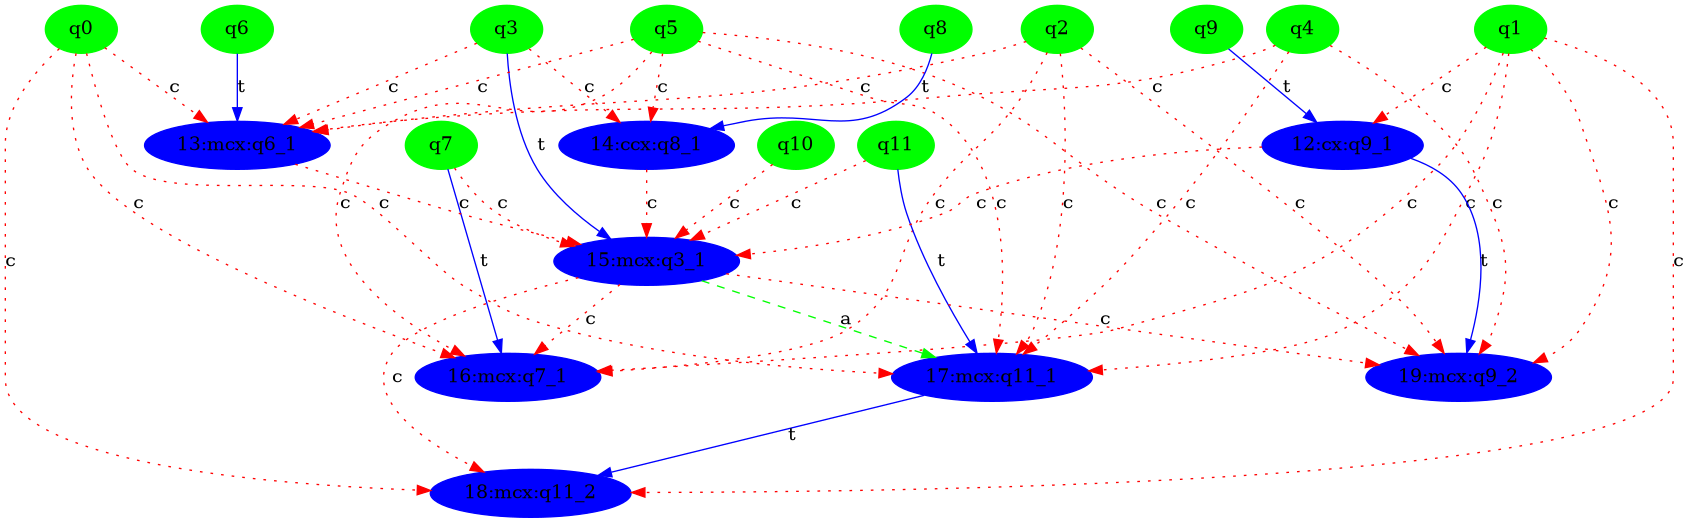 q0 q6 q3 q5 q8 q2 q9 q4 q1
c t c c c c t c c t c
13:mcx:q6_1 q7 t 14:ccx:q8_1 q10 q11 12:cx:q9_1
c c c c c c c c c c c c c c c c c
c t t c t c
15:mcx:q3_1
c a c
16:mcx:q7_1 c 17:mcx:q11_1 19:mcx:q9_2
t
18:mcx:q11_2